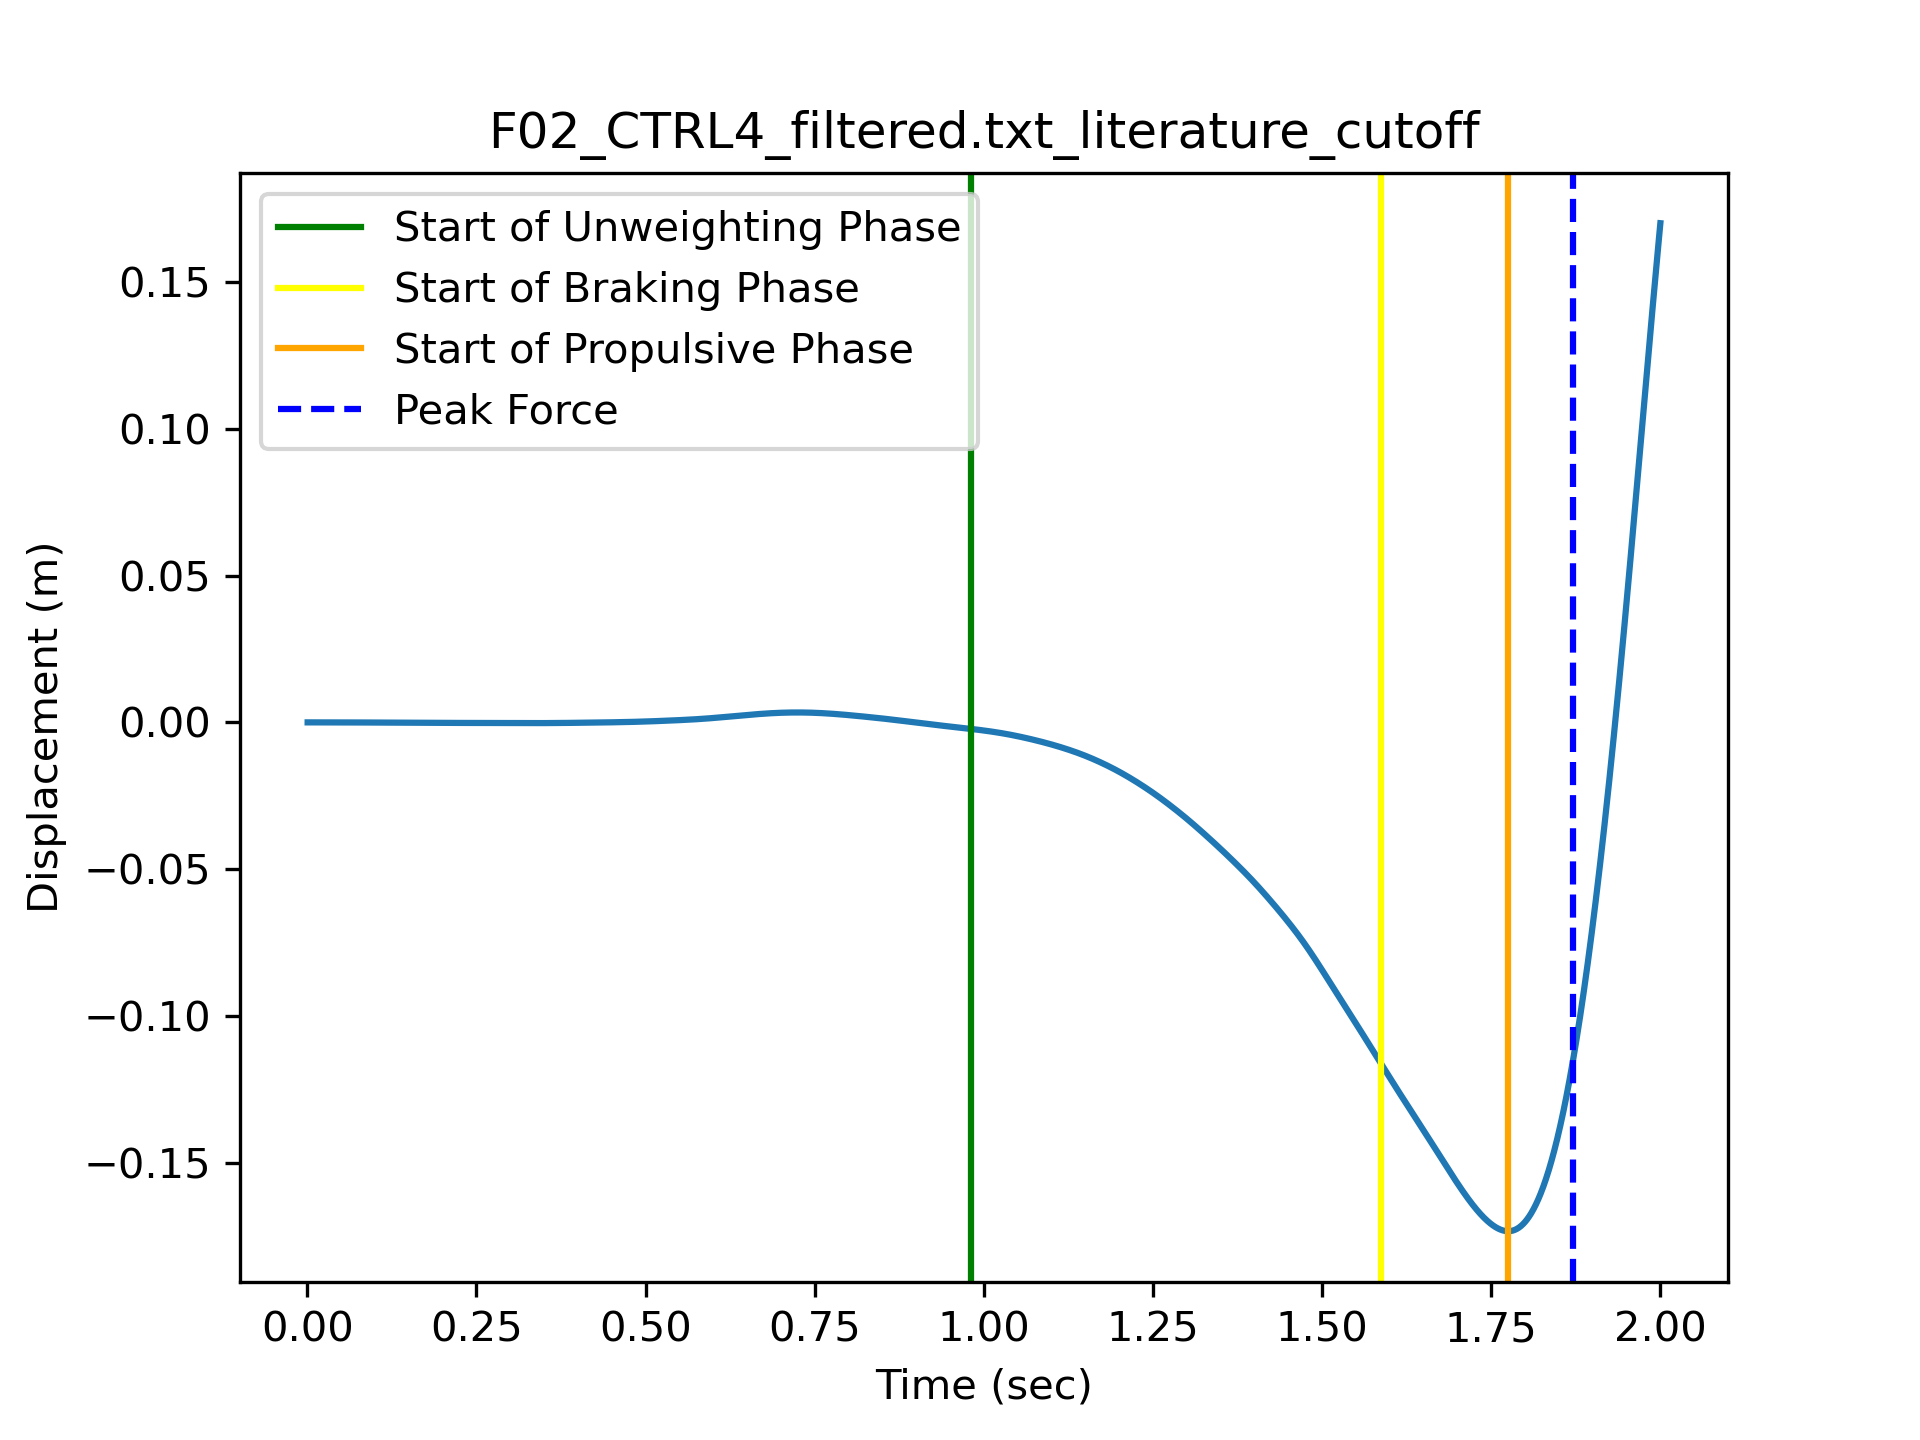 F02_CTRL4_filtered.txt_literature_cutoff
Start of Unweighting Phase
Start of Braking Phase
Start of Propulsive Phase
Peak Force
Displacement (m)
0.15
0.10
0.05
0.00
−0.05
−0.10
−0.15
0.00 0.25 0.50 0.75 1.00 1.25 1.50 1.75 2.00
Time (sec)